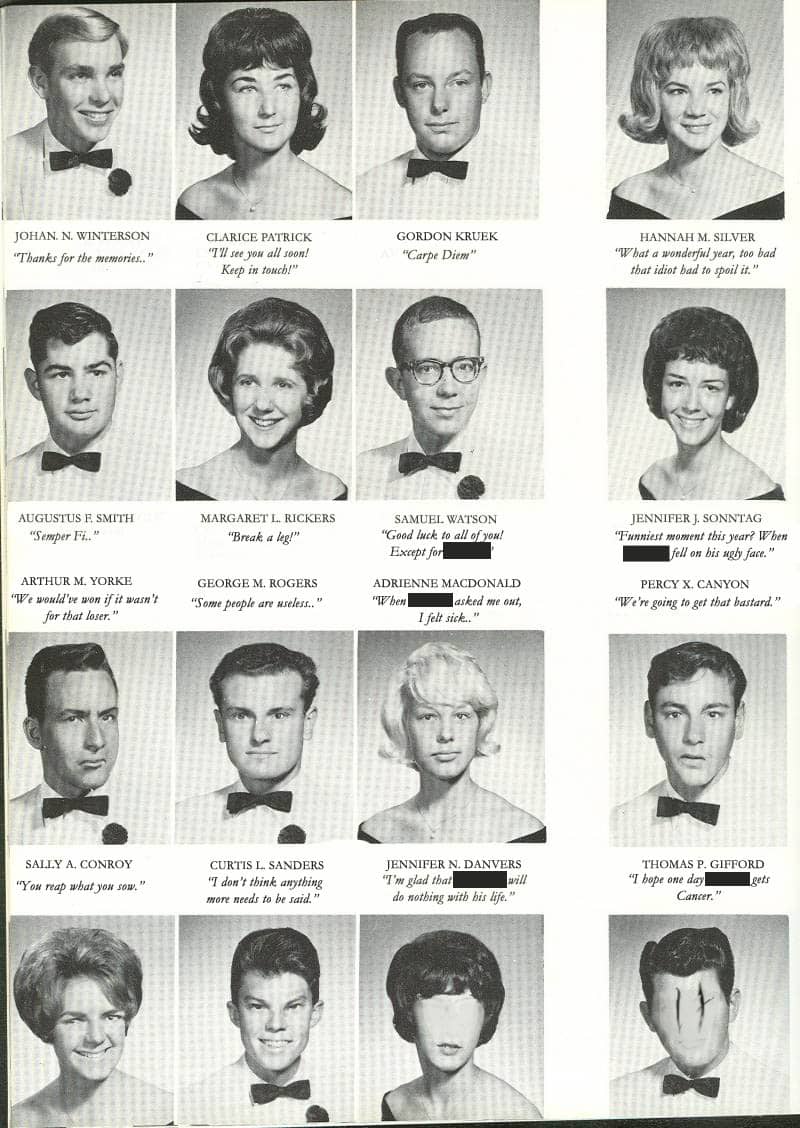 JOHAN. N. WINTERSON
"Thanks for the memories.."
CLARICE PATRICK
"I'll see you all soon!
Keep in touch!"
GORDON KRUEK
"Carpe Diem"
HANNAH M. SILVER
"What a wonderful year, too bad
that idiot had to spoil it."
AUGUSTUS F. SMITH
"Semper Fi.."
MARGARET L. RICKERS
"Break a leg!"
SAMUEL WATSON
"Good luck to all of you!
Except for '
JENNIFER J. SONNTAG
"Funniest moment this year? When
fell on his ugly face."
ARTHUR M. YORKE
"We would've won if it wasn't
for that loser."
GEORGE M. ROGERS
"Some people are useless.."
ADRIENNE MACDONALD
"When asked me out,
I felt sick.."
PERCY X. CANYON
"We're going to get that bastard."
SALLY A. CONROY
"You reap what you sow."
CURTIS L. SANDERS
"I don't think anything
more needs to be said."
JENNIFER N. DANVERS
"I'm glad that will
do nothing with his life."
THOMAS P. GIFFORD
"I hope one day gets
Cancer."